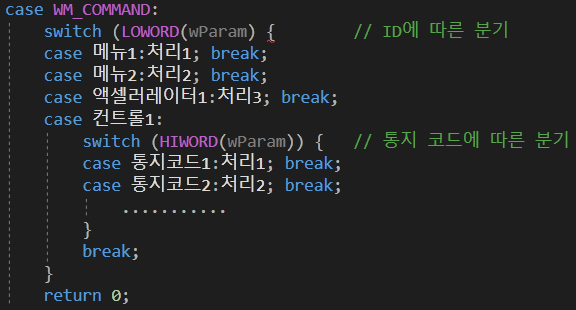 case WM_COMMAND:
    switch (LOWORD(wParam) {        // ID에 따른 분기
    case 메뉴1:처리1; break;
    case 메뉴2:처리2; break;
    case 액셀러레이터1:처리3; break;
    case 컨트롤1:
        switch (HIWORD(wParam)) {   // 통지 코드에 따른 분기
        case 통지코드1:처리1; break;
        case 통지코드2:처리2; break;
            ...........
        }
        break;
    }
    return 0;